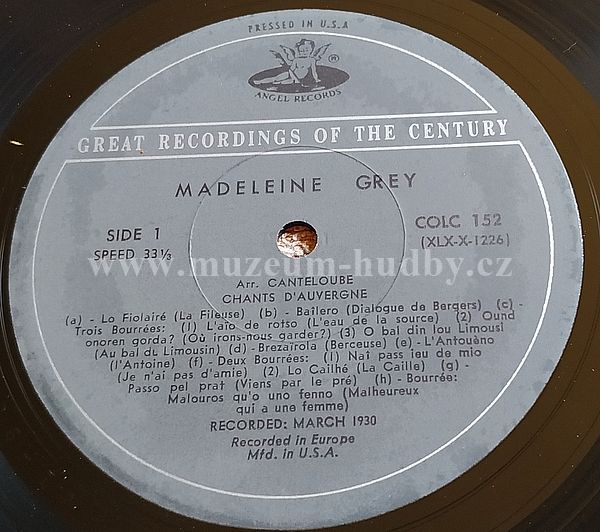 PRESSED IN U.S.A
®
ANGEL RECORDS
GREAT RECORDINGS OF THE CENTURY
MADELEINE GREY
SIDE 1
SPEED 33⅓
COLC 152
(XLX-X-1226)
www.muzeum-hudby.cz
Arr. CANTELOUBE
CHANTS D'AUVERGNE
(a) - Lo Fiolairé (La Fileuse) (b) - Baîlero (Dialogue de Bergers) (c) -
Trois Bourrées: (1) L'aïo de rotso (L'eau de la source) (2) Ound
onoren gorda? (Où irons-nous garder?) (3) O bal din lou Limousi
(Au bal du Limousin) (d) - Brezaïrola (Berceuse) (e) - L'Antouèno
(l'Antoine) (f) - Deux Bourrées: (1) Naï pass ieu de mio
(Je n'ai pas d'amie) (2) Lo Cailhé (La Caille) (g) -
Passo pel prat (Viens par le pré) (h) - Bourrée:
Malouros qu'o uno fenno (Malheureux
qui a une femme)
RECORDED: MARCH 1930
Recorded in Europe
Mfd. in U.S.A.